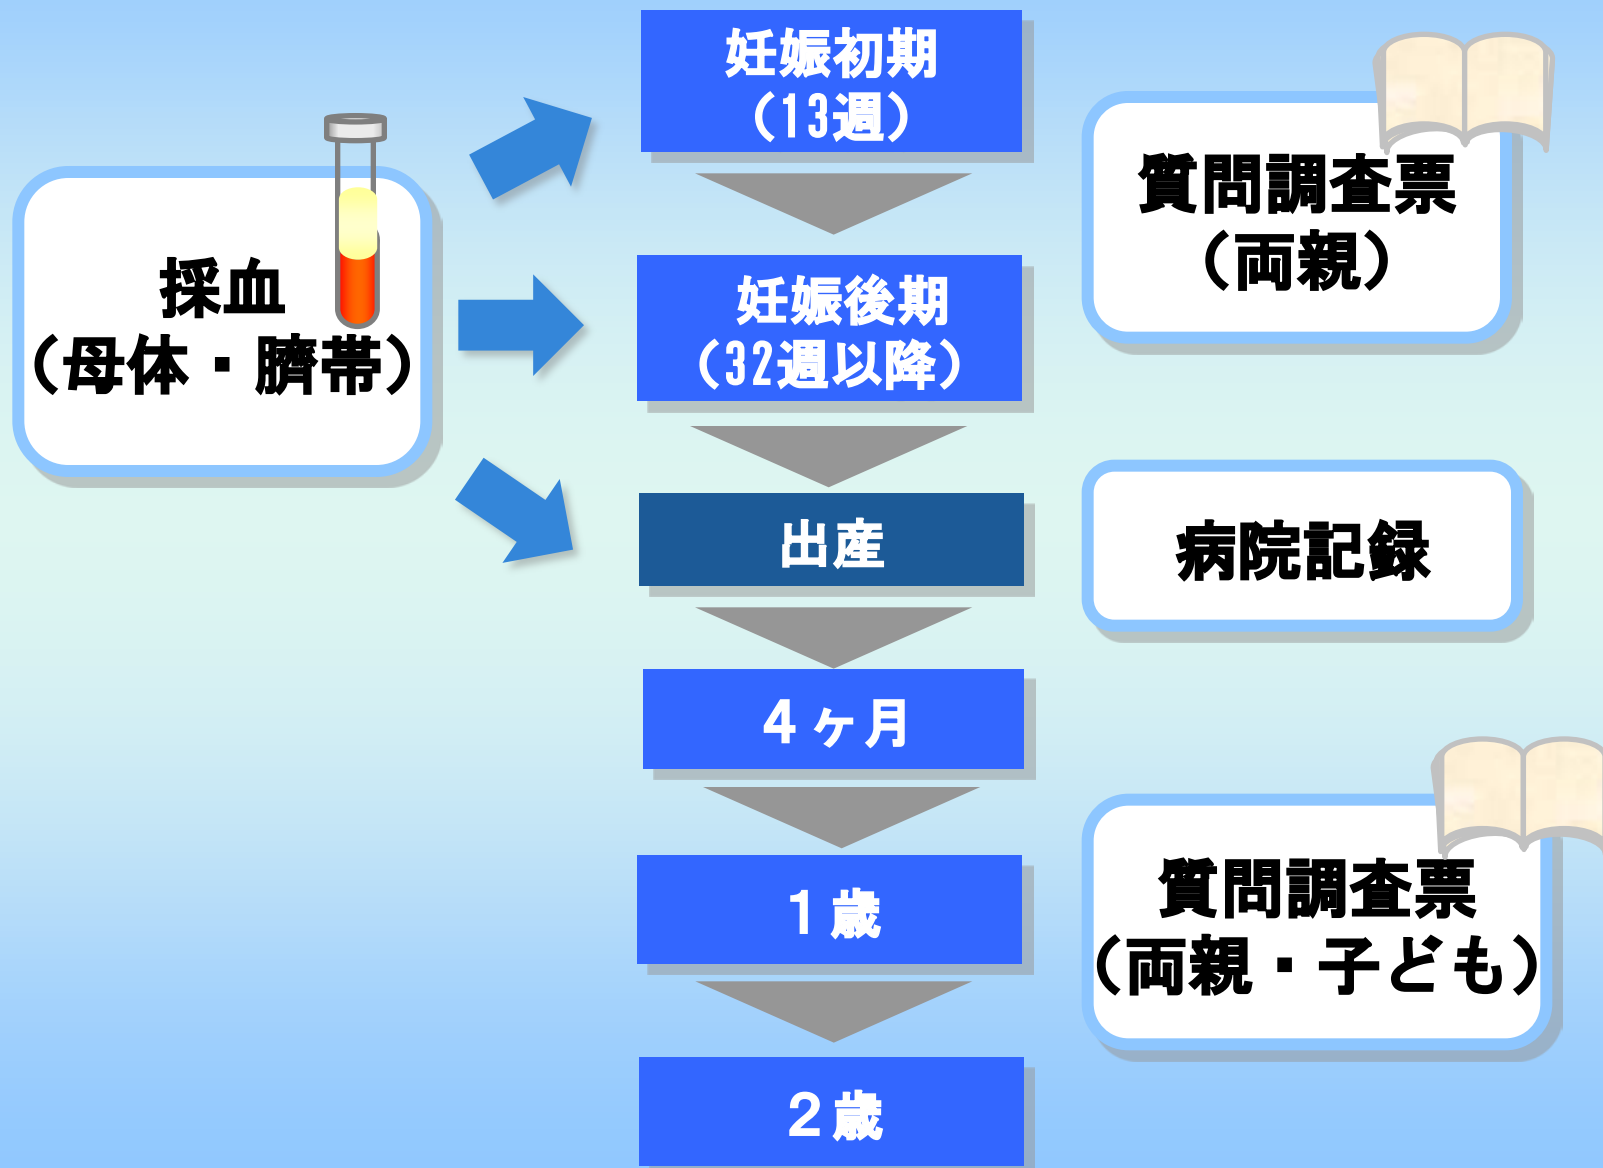 採血
（母体・臍帯）
妊娠初期
（13週）
妊娠後期
（32週以降）
出産
４ヶ月
１歳
２歳
質問調査票
（両親）
病院記録
質問調査票
（両親・子ども）